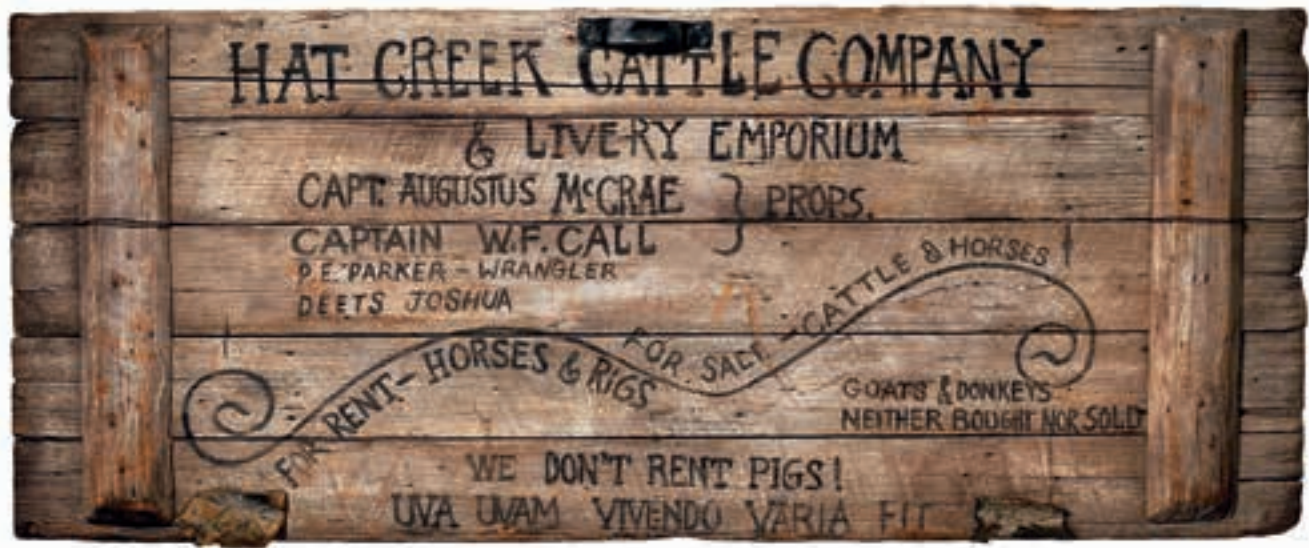 HAT CREEK CATTLE COMPANY
& LIVERY EMPORIUM
CAPT. AUGUSTUS McCRAE } PROPS.
CAPTAIN W.F. CALL
P.E. PARKER - WRANGLER
DEETS JOSHUA
FOR RENT - HORSES & RIGS
FOR SALE - CATTLE & HORSES
GOATS & DONKEYS
NEITHER BOUGHT NOR SOLD
WE DON'T RENT PIGS!
UVA UVAM VIVENDO VARIA FIT